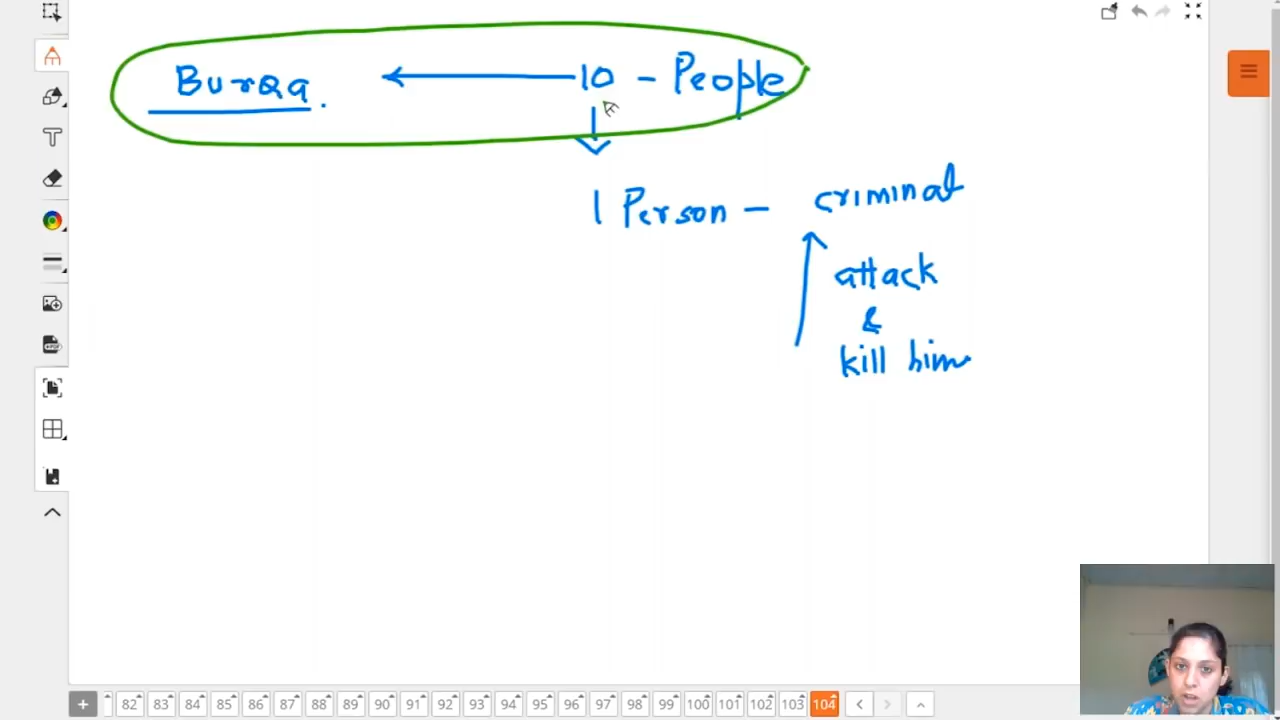 BurQa. ← 10 - People
1 Person - criminal
attack
&
kill him
82 83 84 85 86 87 88 89 90 91 92 93 94 95 96 97 98 99 100 101 102 103 104